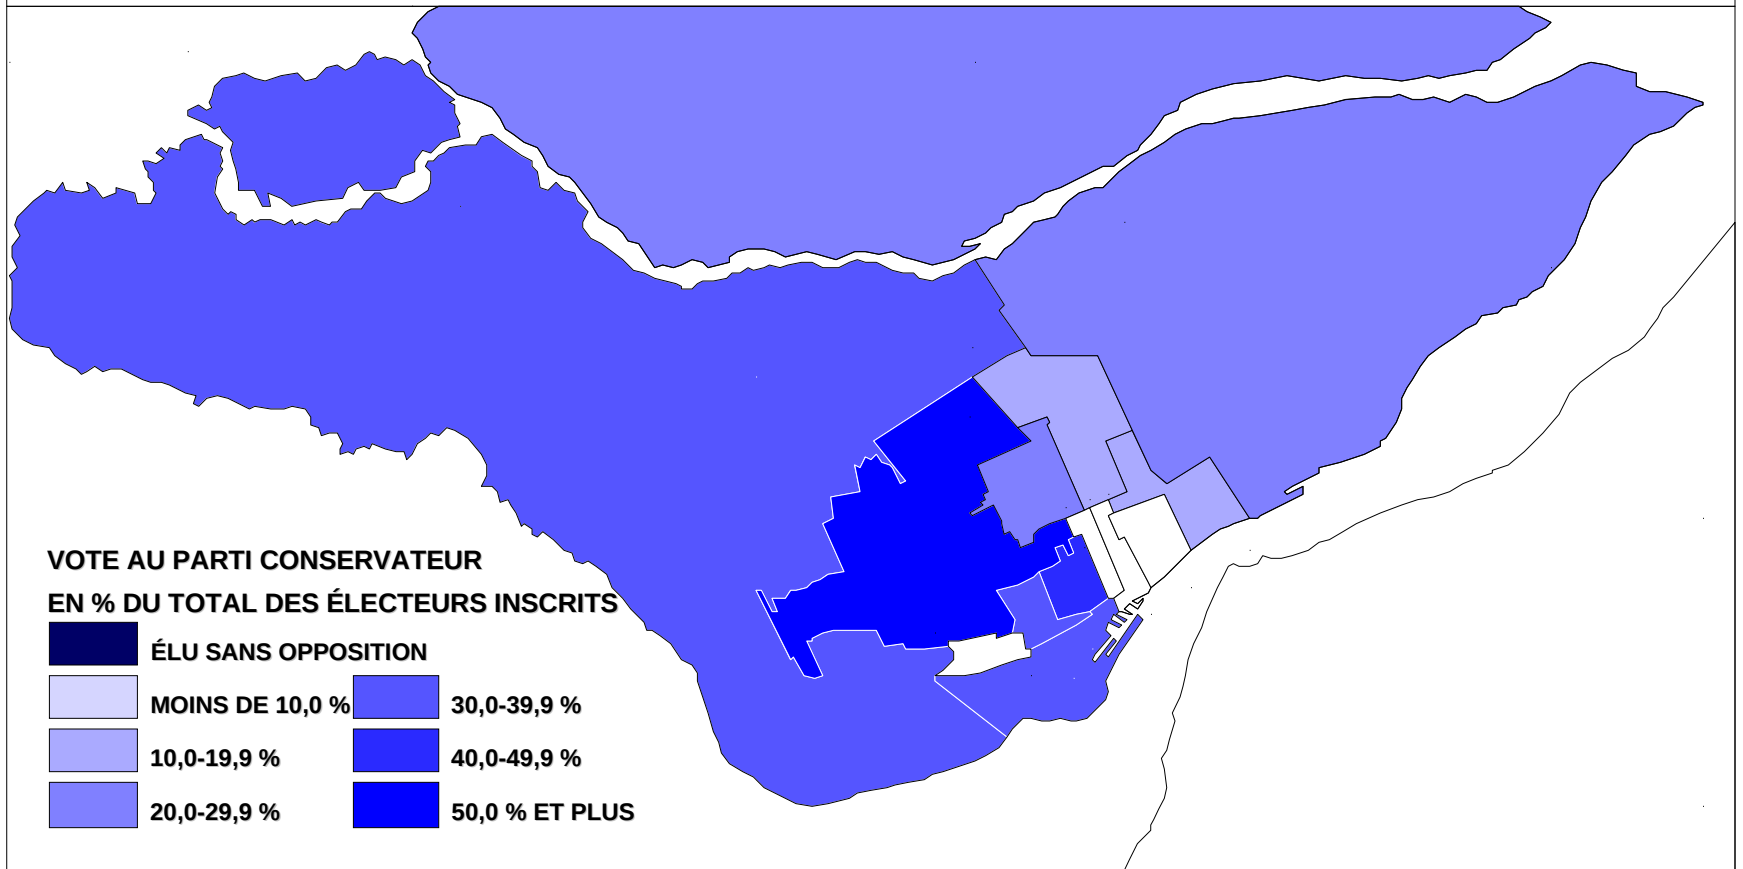 VOTE AU PARTI CONSERVATEUR
EN % DU TOTAL DES ÉLECTEURS INSCRITS
ÉLU SANS OPPOSITION
MOINS DE 10,0 %
10,0-19,9 %
20,0-29,9 %
30,0-39,9 %
40,0-49,9 %
50,0 % ET PLUS